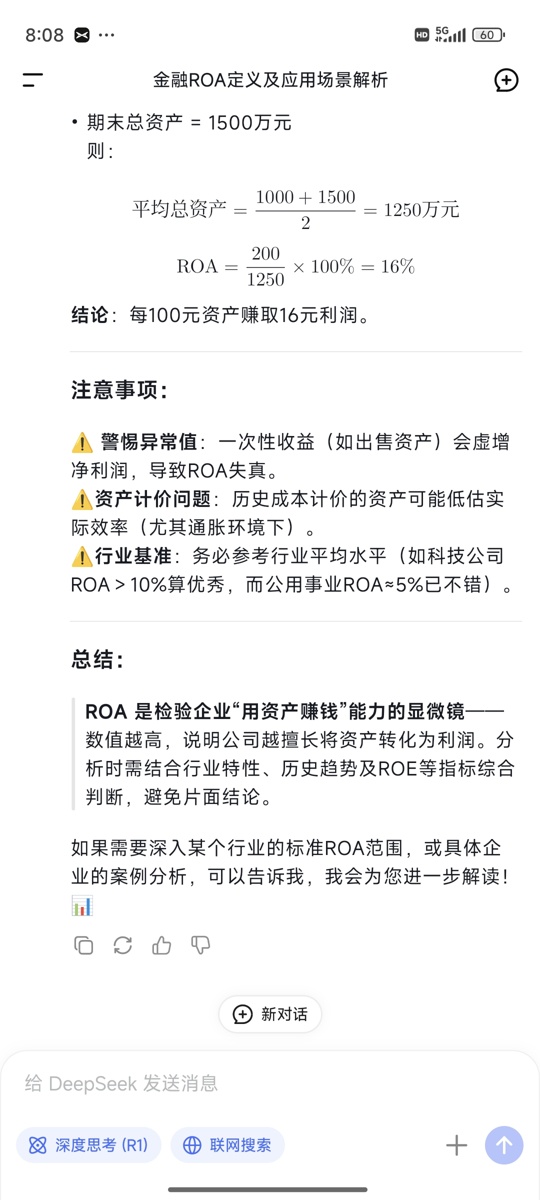 8:08 ··· HD 5G 60
金融ROA定义及应用场景解析
• 期末总资产 = 1500万元
则：
平均总资产 = \frac{1000 + 1500}{2} = 1250万元
ROA = \frac{200}{1250} × 100% = 16%
结论：每100元资产赚取16元利润。
注意事项：
⚠️ 警惕异常值：一次性收益（如出售资产）会虚增
净利润，导致ROA失真。
⚠️资产计价问题：历史成本计价的资产可能低估实
际效率（尤其通胀环境下）。
⚠️行业基准：务必参考行业平均水平（如科技公司
ROA > 10%算优秀，而公用事业ROA≈5%已不错）。
总结：
ROA 是检验企业“用资产赚钱”能力的显微镜——
数值越高，说明公司越擅长将资产转化为利润。分
析时需结合行业特性、历史趋势及ROE等指标综合
判断，避免片面结论。
如果需要深入某个行业的标准ROA范围，或具体企
业的案例分析，可以告诉我，我会为您进一步解读！
📊
新对话
给 DeepSeek 发送消息
深度思考 (R1) 联网搜索